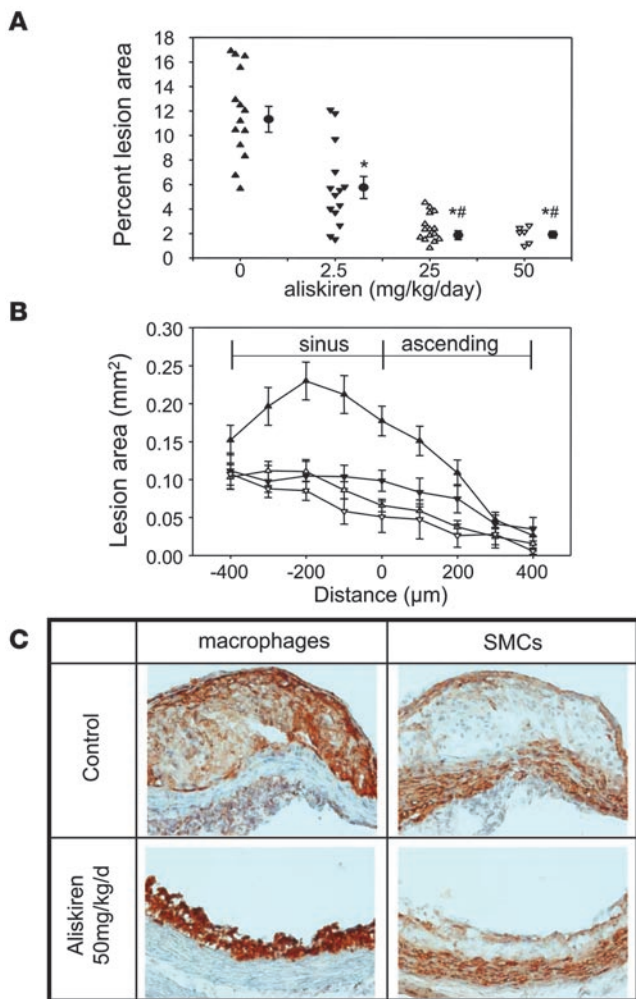 A
Percent lesion area
18
16
14
12
10
8
6
4
2
0
*
*#
*#
0 2.5 25 50
aliskiren (mg/kg/day)
B
Lesion area (mm²)
0.30
0.25
0.20
0.15
0.10
0.05
0.00
sinus ascending
-400 -200 0 200 400
Distance (µm)
C
macrophages SMCs
Control
Aliskiren
50mg/kg/d